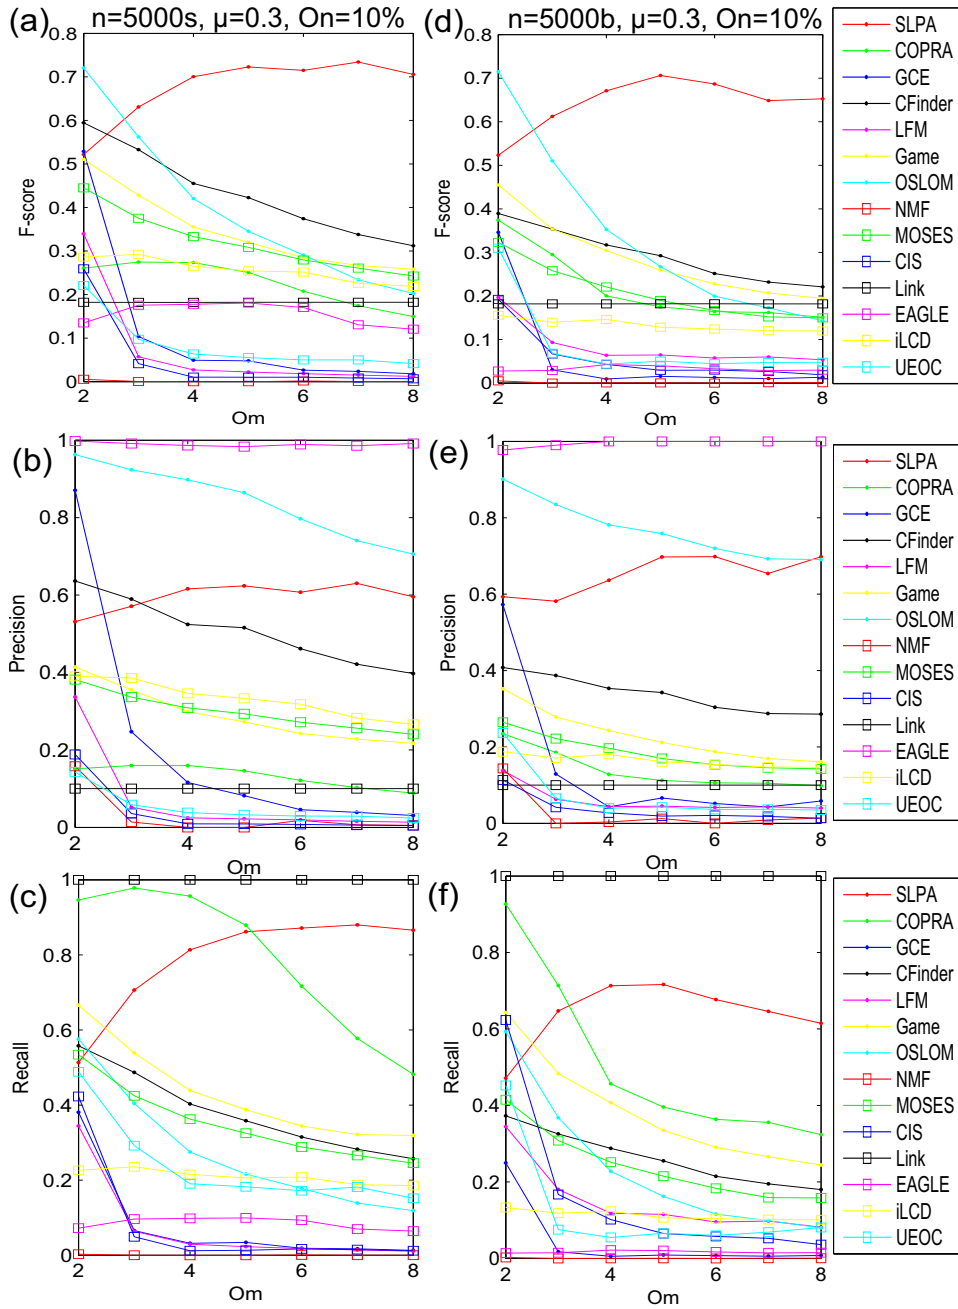 (a)
n=5000s, μ=0.3, On=10%
0.8
0.7
0.6
0.5
0.4
0.3
0.2
0.1
0
F-score
2
4
6
8
Om
(d)
n=5000b, μ=0.3, On=10%
0.8
0.7
0.6
0.5
0.4
0.3
0.2
0.1
0
F-score
2
4
6
8
Om
SLPA
COPRA
GCE
CFinder
LFM
Game
OSLOM
NMF
MOSES
CIS
Link
EAGLE
iLCD
UEOC
(b)
1
0.8
0.6
0.4
0.2
0
Precision
2
4
6
8
Om
(e)
1
0.8
0.6
0.4
0.2
0
Precision
2
4
6
8
Om
SLPA
COPRA
GCE
CFinder
LFM
Game
OSLOM
NMF
MOSES
CIS
Link
EAGLE
iLCD
UEOC
(c)
1
0.8
0.6
0.4
0.2
0
Recall
2
4
6
8
Om
(f)
1
0.8
0.6
0.4
0.2
0
Recall
2
4
6
8
Om
SLPA
COPRA
GCE
CFinder
LFM
Game
OSLOM
NMF
MOSES
CIS
Link
EAGLE
iLCD
UEOC